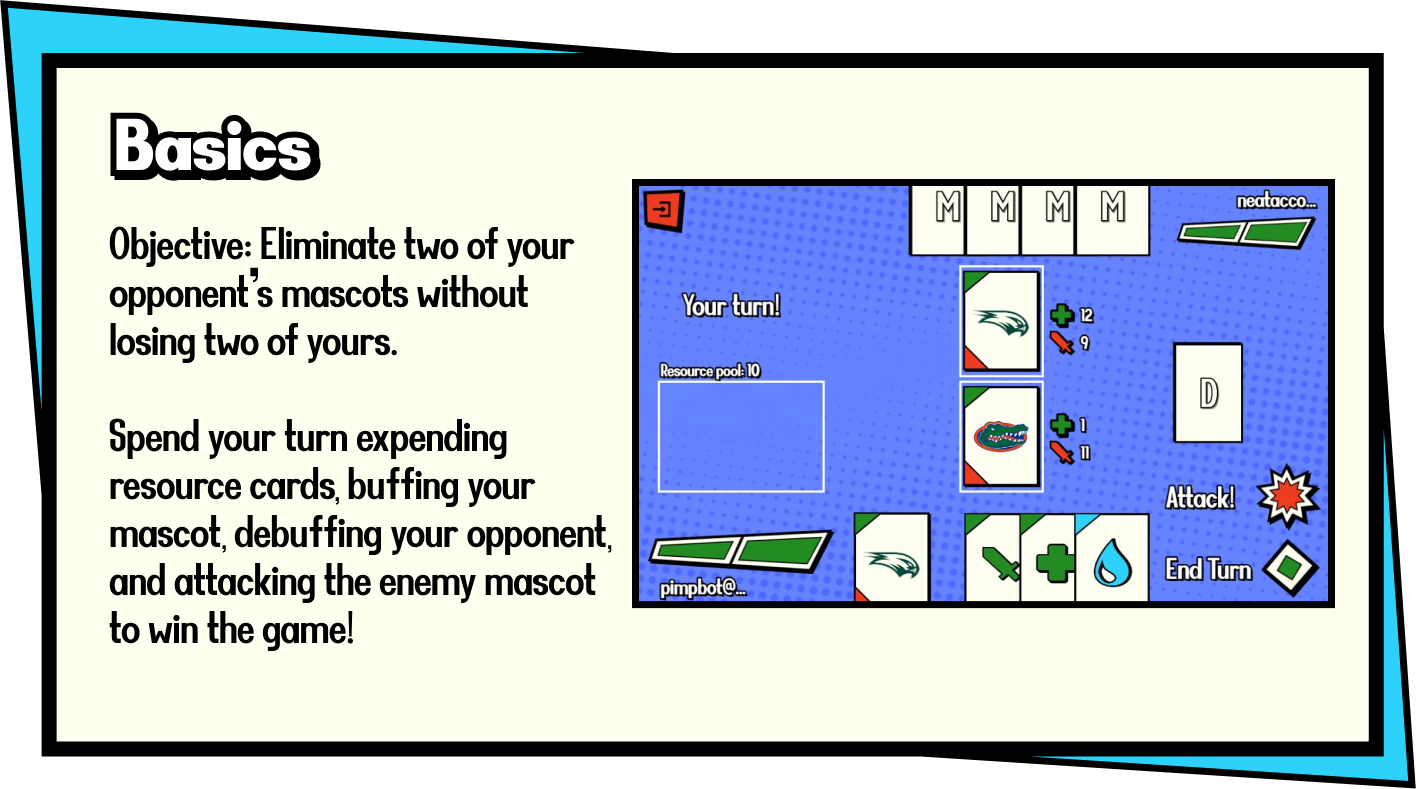 Basics
Objective: Eliminate two of your
opponent's mascots without
losing two of yours.
Spend your turn expending
resource cards, buffing your
mascot, debuffing your opponent,
and attacking the enemy mascot
to win the game!
M M M M
neatacco...
Your turn!
12
9
Resource pool: 10
D
1
11
Attack!
End Turn
pimpbot@...